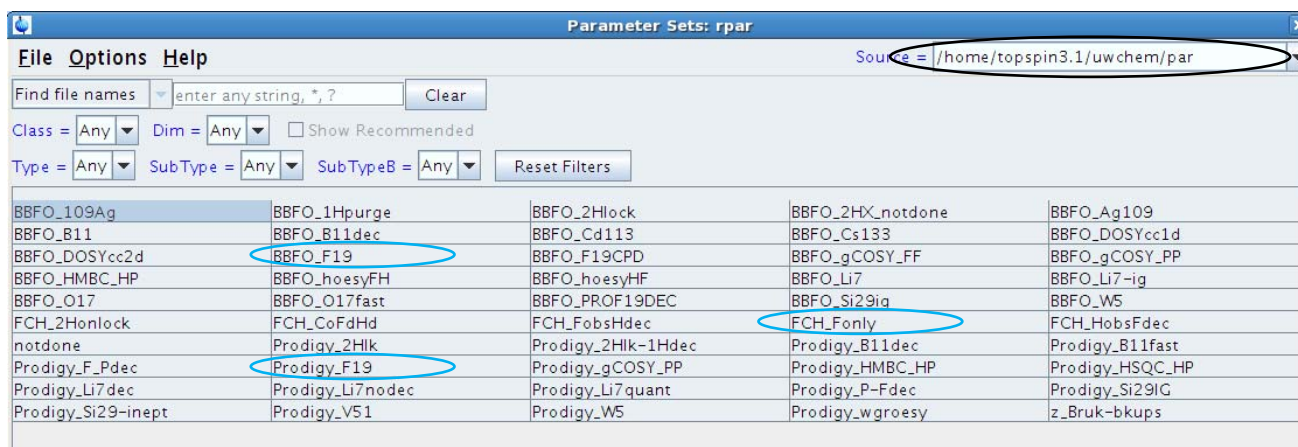 Parameter Sets: rpar
File Options Help Source = /home/topspin3.1/uwchem/par
Find file names enter any string, *, ? Clear
Class = Any Dim = Any Show Recommended
Type = Any SubType = Any SubTypeB = Any Reset Filters
BBFO_109Ag BBFO_1Hpurge BBFO_2Hlock BBFO_2HX_notdone BBFO_Ag109
BBFO_B11 BBFO_B11dec BBFO_Cd113 BBFO_Cs133 BBFO_DOSYcc1d
BBFO_DOSYcc2d BBFO_F19 BBFO_F19CPD BBFO_gCOSY_FF BBFO_gCOSY_PP
BBFO_HMBC_HP BBFO_hoesyFH BBFO_hoesyHF BBFO_Li7 BBFO_Li7-ig
BBFO_O17 BBFO_O17fast BBFO_PROF19DEC BBFO_Si29ig BBFO_W5
FCH_2Honlock FCH_CoFdHd FCH_FobsHdec FCH_Fonly FCH_HobsFdec
notdone Prodigy_2Hlk Prodigy_2Hlk-1Hdec Prodigy_B11dec Prodigy_B11fast
Prodigy_F_Pdec Prodigy_F19 Prodigy_gCOSY_PP Prodigy_HMBC_HP Prodigy_HSQC_HP
Prodigy_Li7dec Prodigy_Li7nodec Prodigy_Li7quant Prodigy_P-Fdec Prodigy_Si29IG
Prodigy_Si29-inept Prodigy_V51 Prodigy_W5 Prodigy_wgroesy z_Bruk-bkups